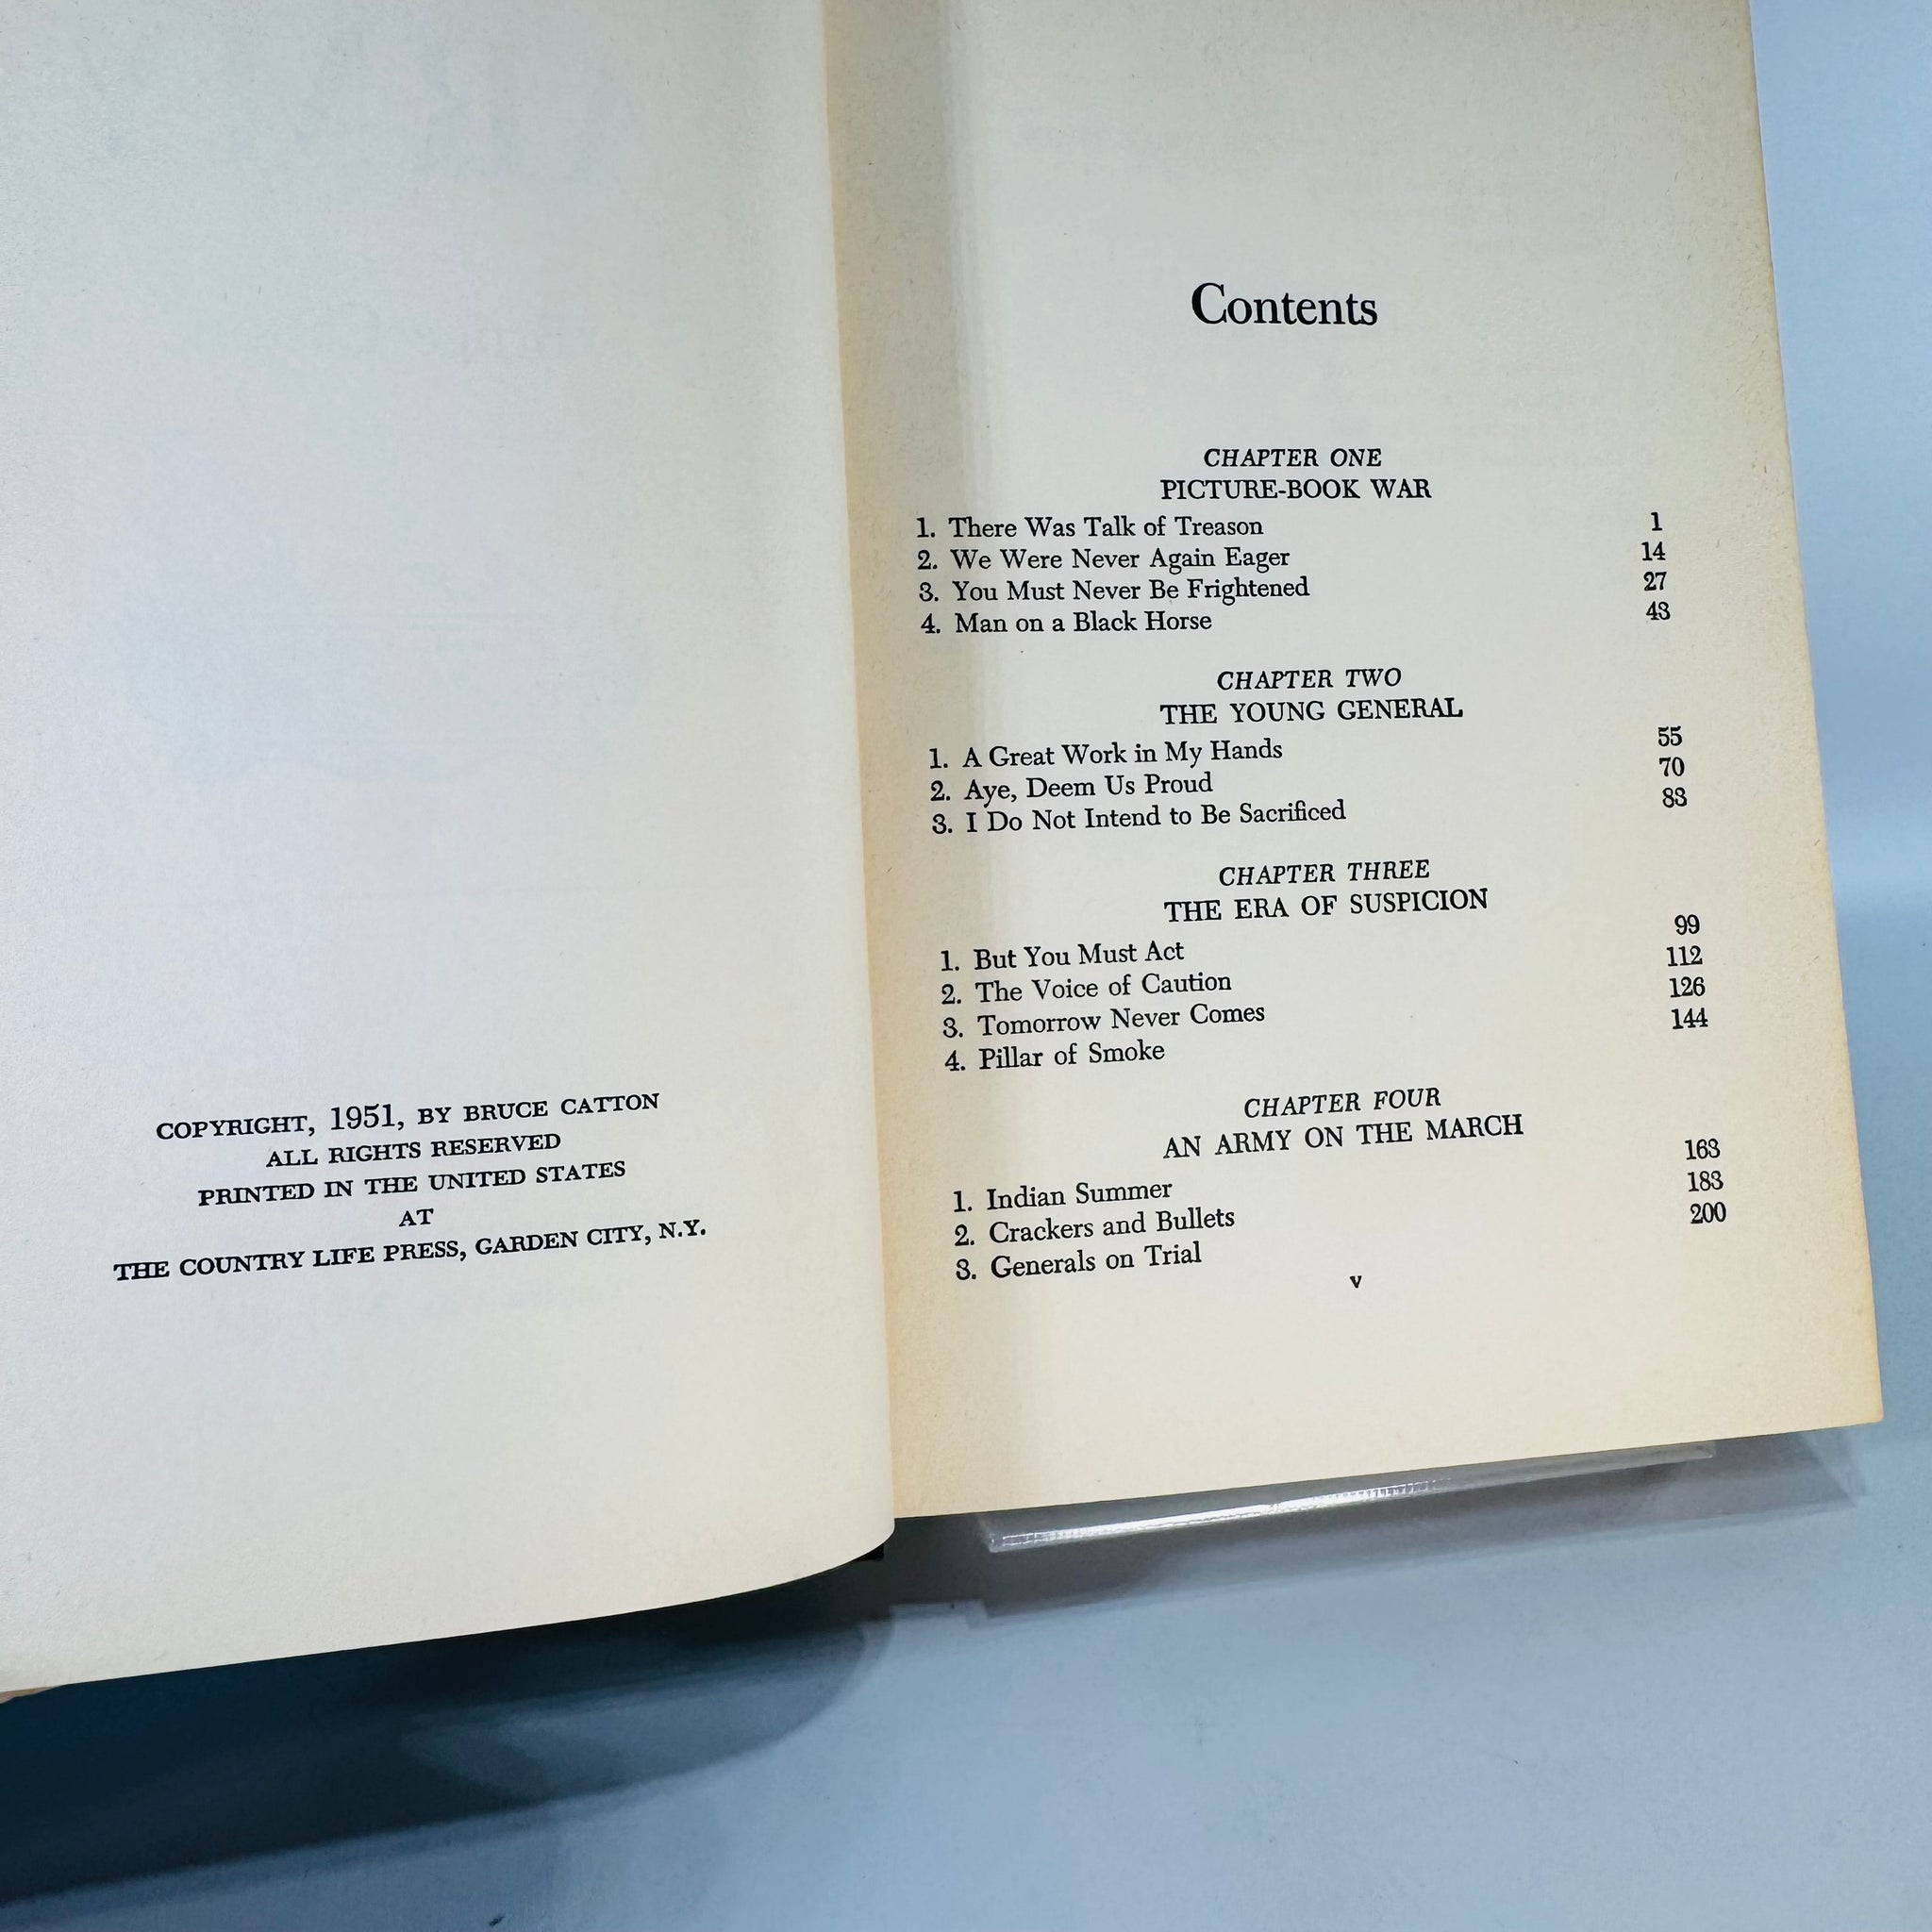 COPYRIGHT, 1951, BY BRUCE CATTON
ALL RIGHTS RESERVED
PRINTED IN THE UNITED STATES
AT
THE COUNTRY LIFE PRESS, GARDEN CITY, N.Y.
Contents
CHAPTER ONE
PICTURE-BOOK WAR
1. There Was Talk of Treason 1
2. We Were Never Again Eager 14
3. You Must Never Be Frightened 27
4. Man on a Black Horse 43
CHAPTER TWO
THE YOUNG GENERAL
1. A Great Work in My Hands 55
2. Aye, Deem Us Proud 70
3. I Do Not Intend to Be Sacrificed 83
CHAPTER THREE
THE ERA OF SUSPICION
1. But You Must Act 99
2. The Voice of Caution 112
3. Tomorrow Never Comes 126
4. Pillar of Smoke 144
CHAPTER FOUR
AN ARMY ON THE MARCH
1. Indian Summer 163
2. Crackers and Bullets 183
3. Generals on Trial 200
v